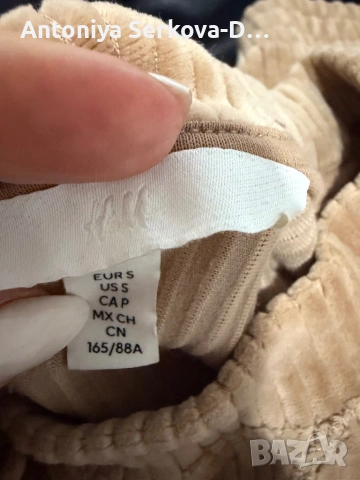 Antoniya Serkova-D...
EUR S
US S
CA P
MX CH
CN
165/88A
BAZAR